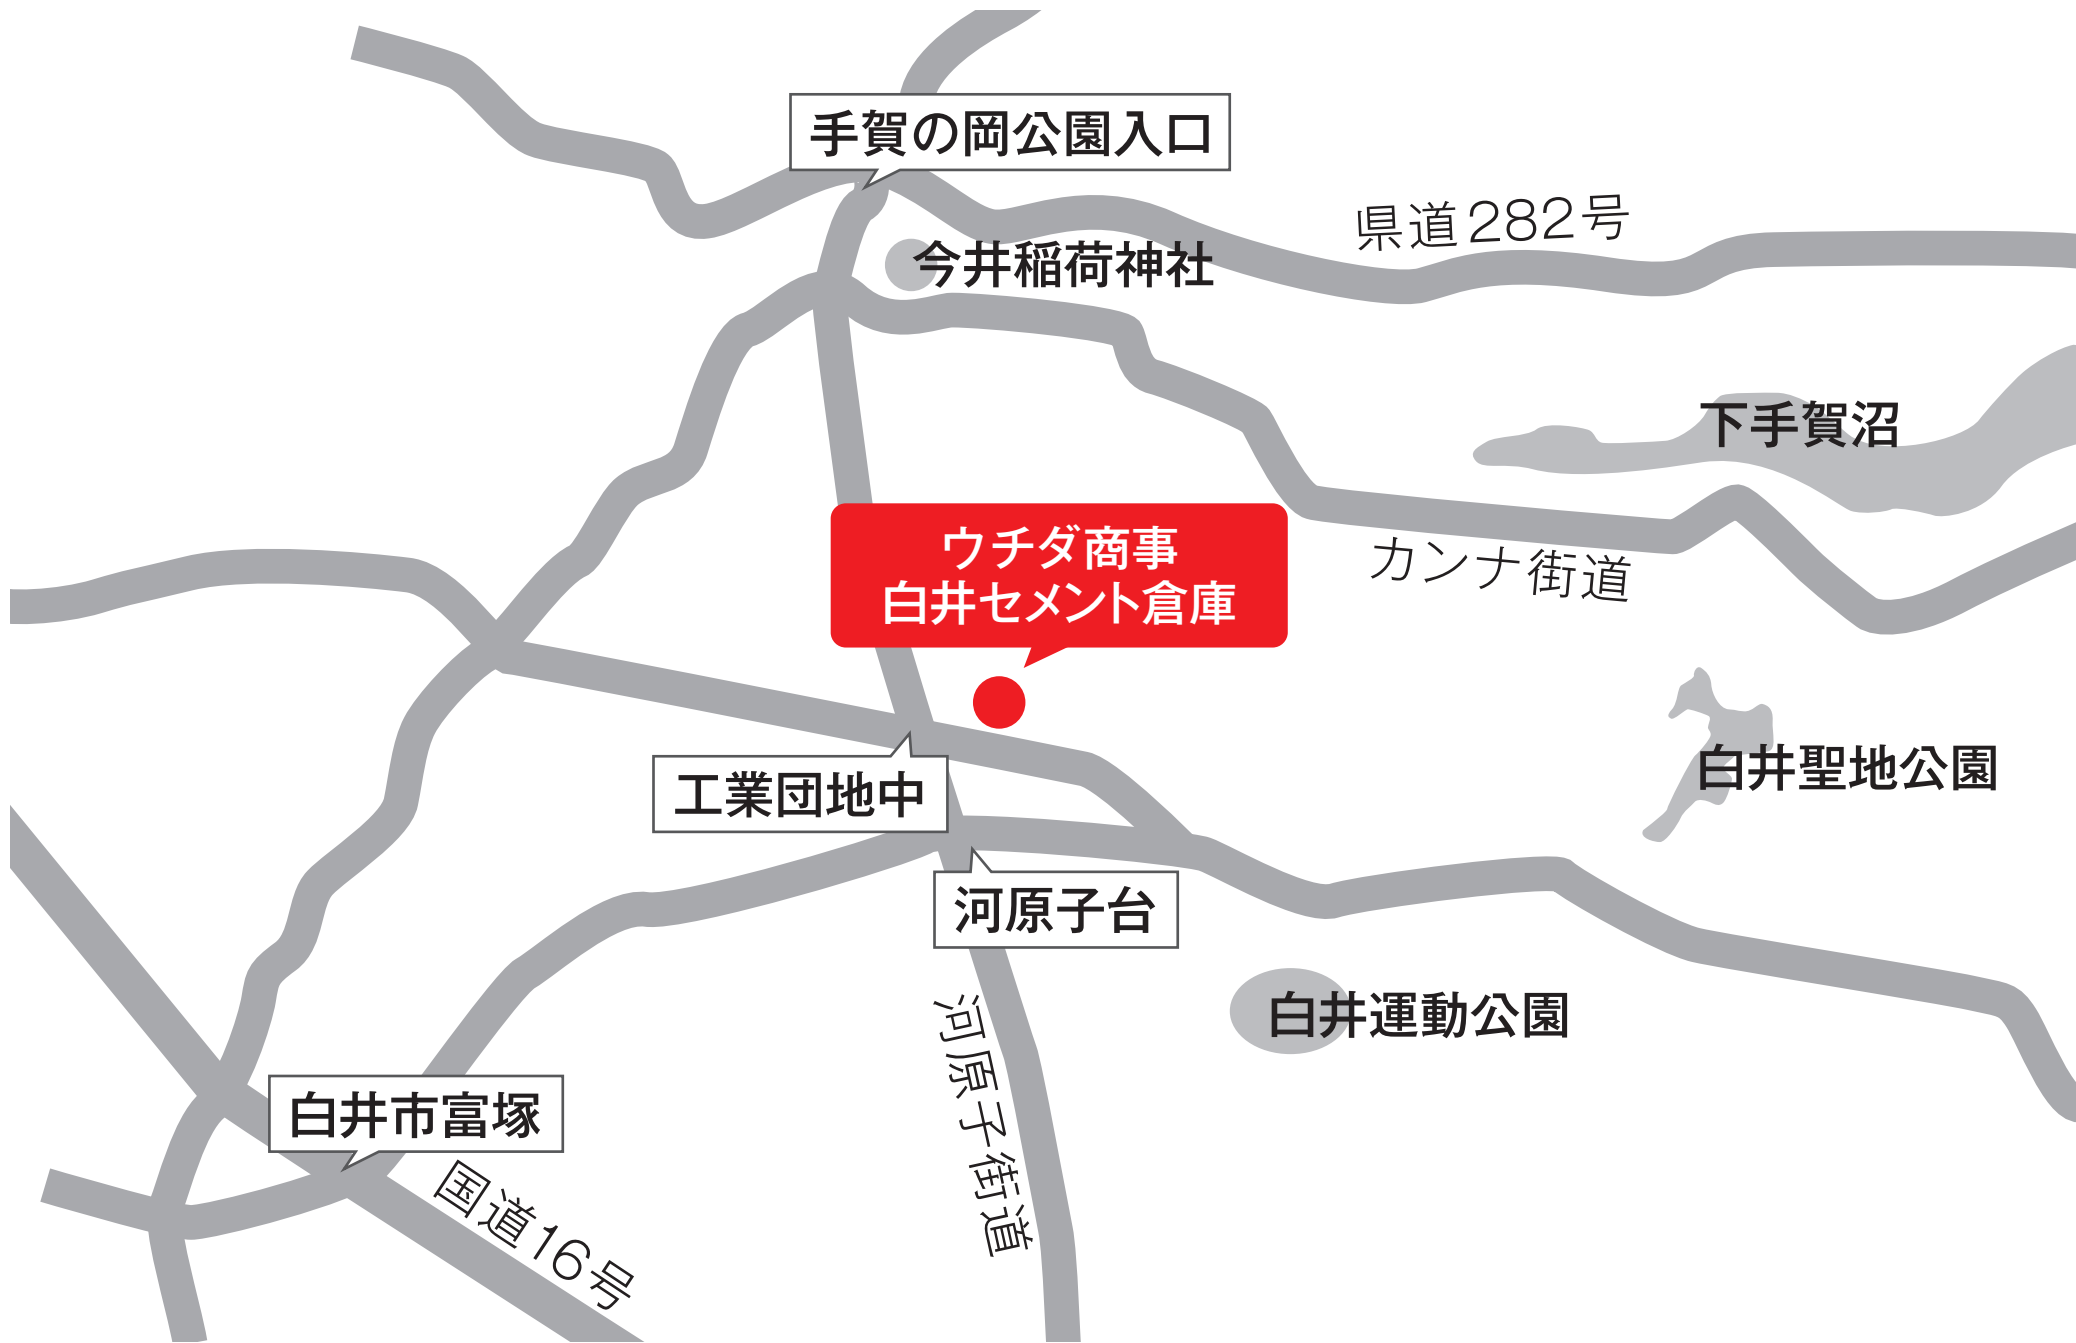 手賀の岡公園入口
県道282号
今井稲荷神社
下手賀沼
ウチダ商事
白井セメント倉庫
カンナ街道
白井聖地公園
工業団地中
河原子台
白井運動公園
河原子街道
白井市富塚
国道16号